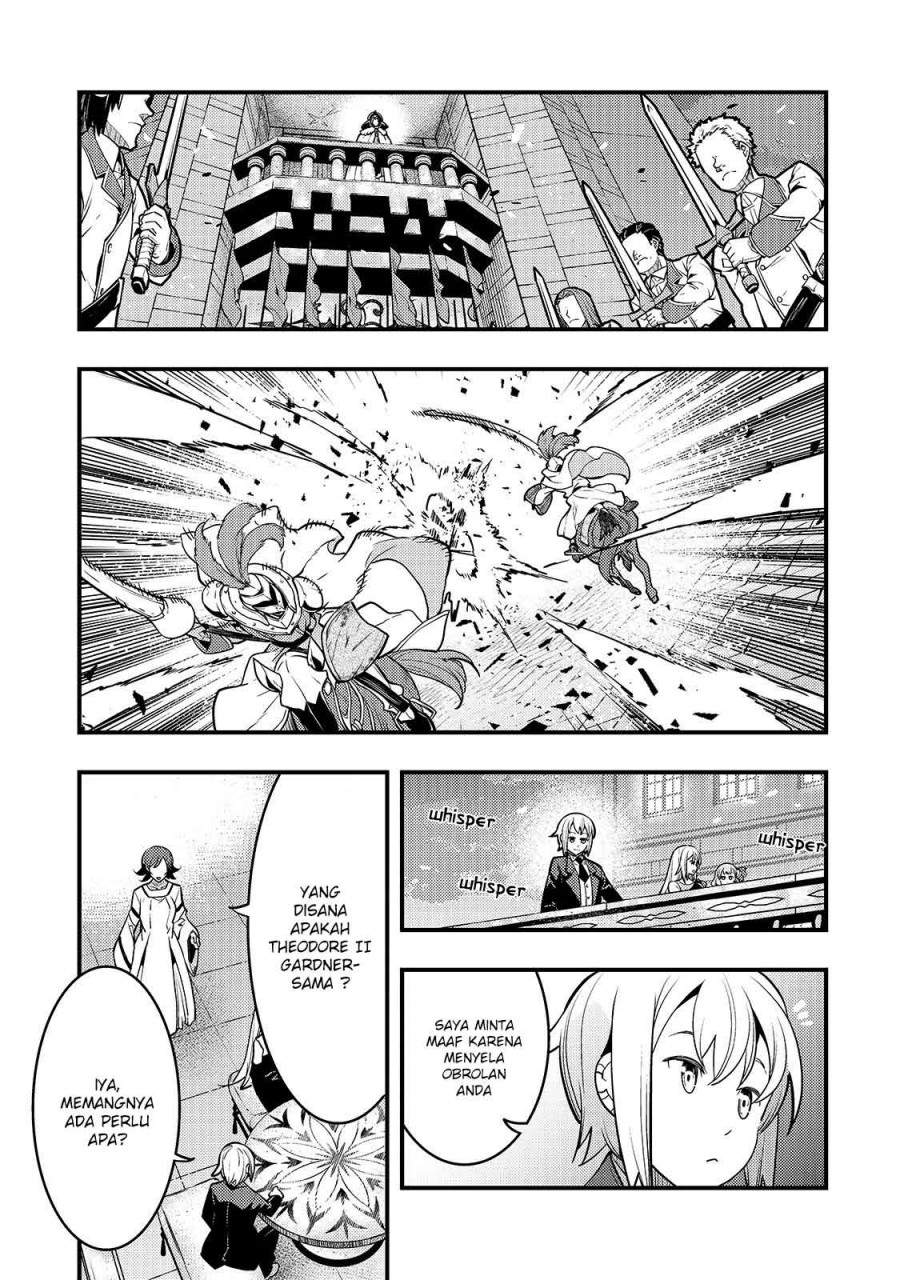 whisper
whisper
whisper
SAYA MINTA
MAAF KARENA
MENYELA
OBROLAN
ANDA
YANG
DISANA
APAKAH
THEODORE II
GARDNER-
SAMA ?
IYA,
MEMANGNYA
ADA PERLU
APA?